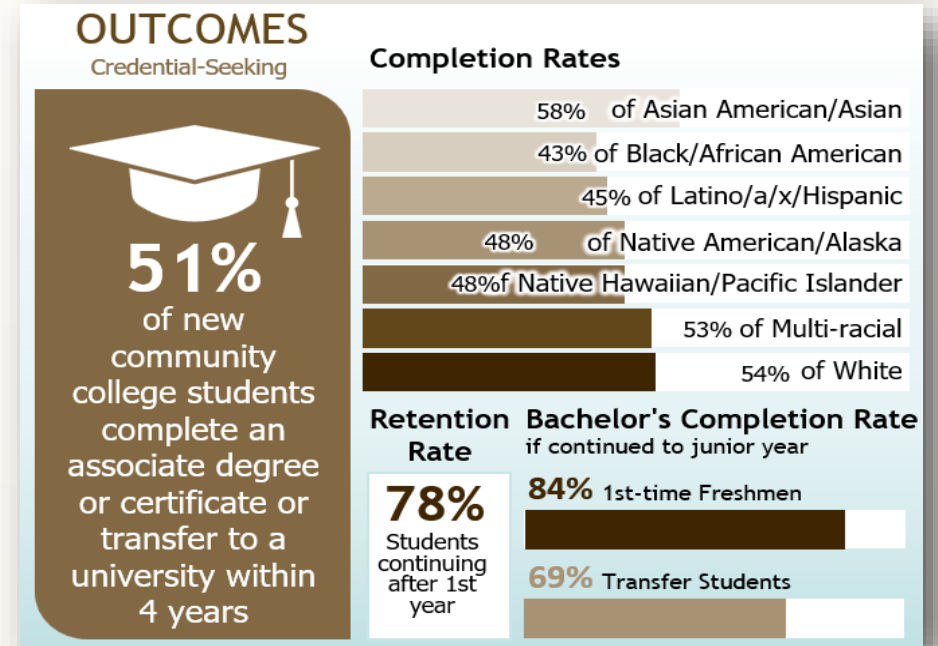 OUTCOMES
Credential-Seeking
51%
of new
community
college students
complete an
associate degree
or certificate or
transfer to a
university within
4 years
Completion Rates
58% of Asian American/Asian
43% of Black/African American
45% of Latino/a/x/Hispanic
48% of Native American/Alaska
48%f Native Hawaiian/Pacific Islander
53% of Multi-racial
54% of White
Retention
Rate
78%
Students
continuing
after 1st
year
Bachelor's Completion Rate
if continued to junior year
84% 1st-time Freshmen
69% Transfer Students